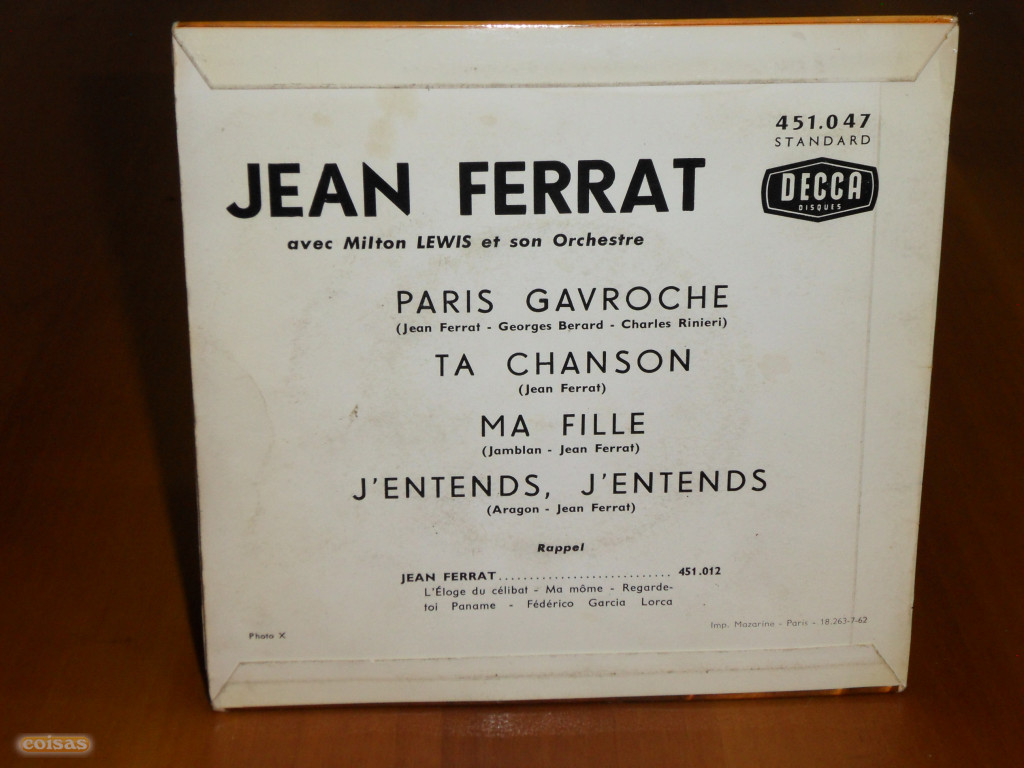 451.047
STANDARD
DECCA
DISQUES
JEAN FERRAT
avec Milton LEWIS et son Orchestre
PARIS GAVROCHE
(Jean Ferrat - Georges Berard - Charles Rinieri)
TA CHANSON
(Jean Ferrat)
MA FILLE
(Jamblan - Jean Ferrat)
J'ENTENDS, J'ENTENDS
(Aragon - Jean Ferrat)
Rappel
JEAN FERRAT............................. 451.012
L'Éloge du célibat - Ma môme - Regarde-
toi Paname - Fédérico Garcia Lorca
Imp. Mazarine - Paris - 18.263-7-62
Photo X
coisas